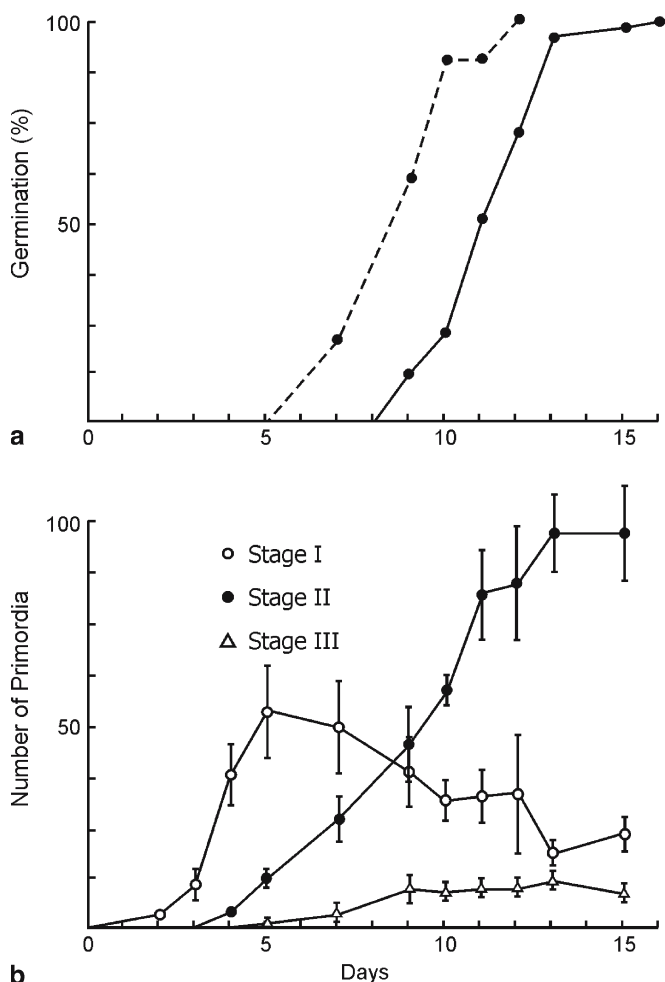 100
50
Germination (%)
a
0 5 10 15
100
Stage I
Stage II
Stage III
50
Number of Primordia
0 5 10 15
b
Days